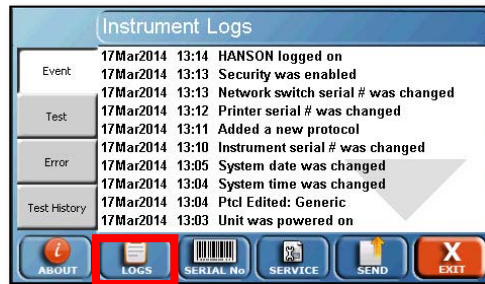 Instrument Logs
Event
Test
Error
Test History
17Mar2014 13:14 HANSON logged on
17Mar2014 13:13 Security was enabled
17Mar2014 13:13 Network switch serial # was changed
17Mar2014 13:12 Printer serial # was changed
17Mar2014 13:11 Added a new protocol
17Mar2014 13:10 Instrument serial # was changed
17Mar2014 13:05 System date was changed
17Mar2014 13:04 System time was changed
17Mar2014 13:04 Ptcl Edited: Generic
17Mar2014 13:03 Unit was powered on
i
ABOUT
LOGS
SERIAL No
SERVICE
SEND
X
EXIT